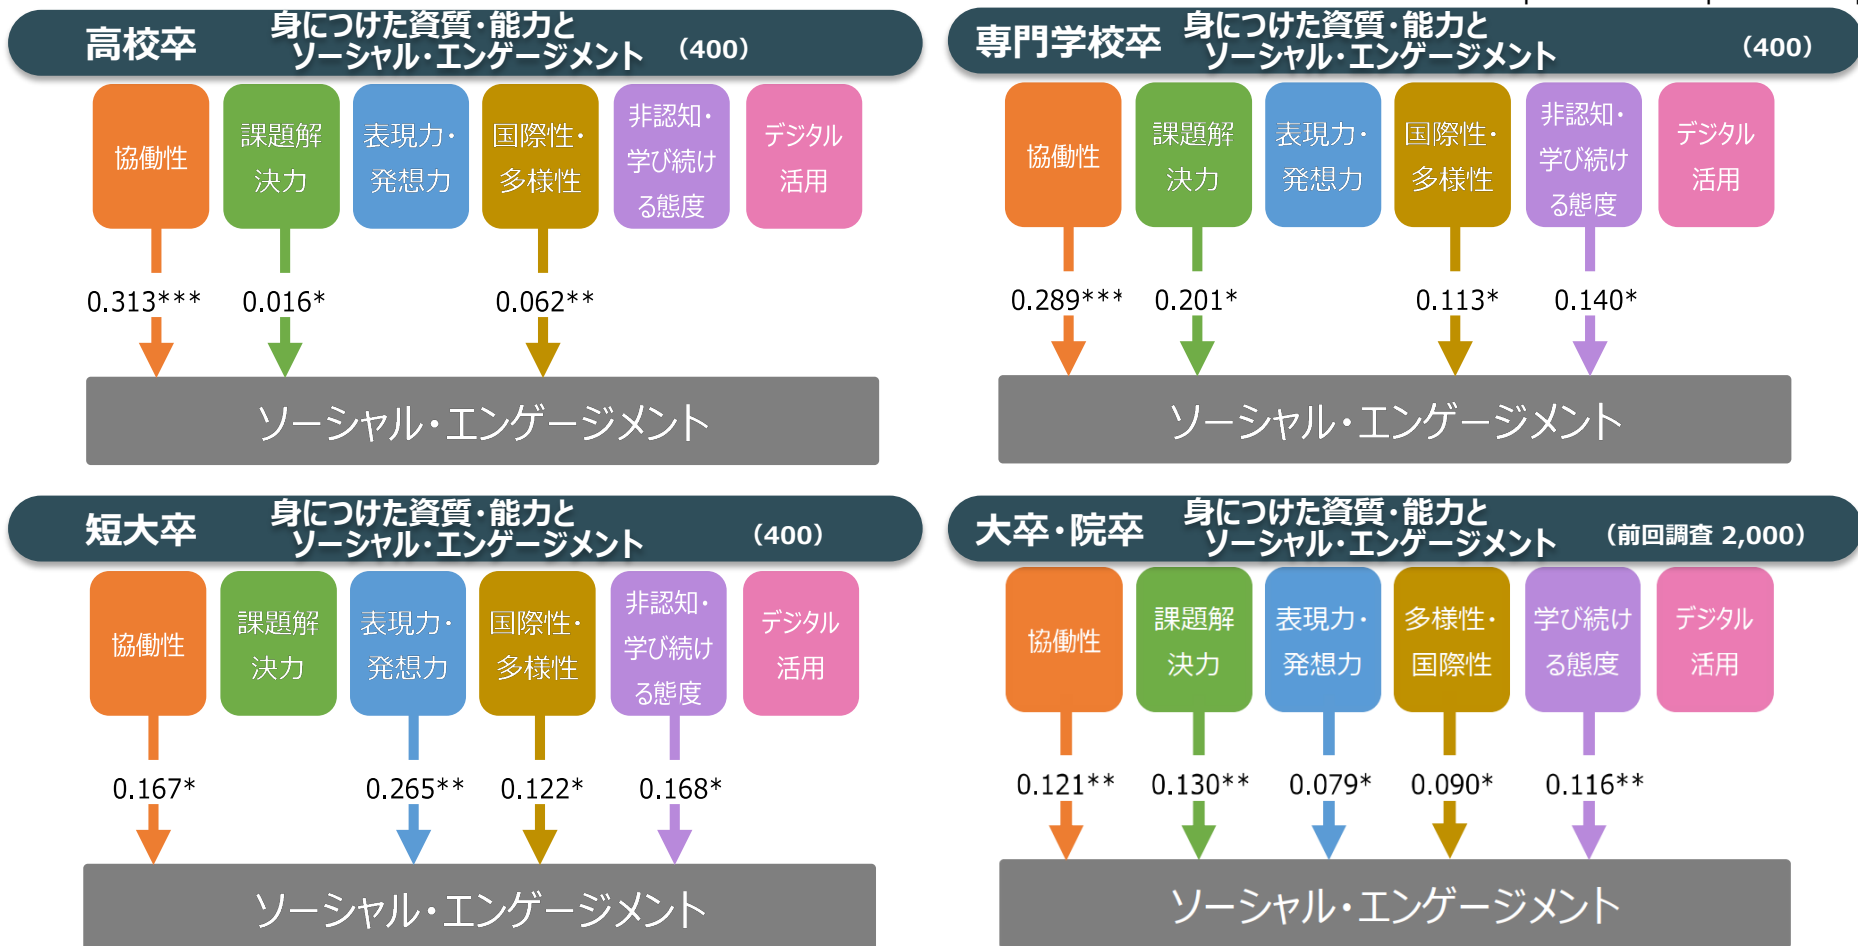 高校卒
身につけた資質・能力と
ソーシャル・エンゲージメント (400)
協働性
課題解
決力
表現力・
発想力
国際性・
多様性
非認知・
学び続け
る態度
デジタル
活用
0.313*** 0.016* 0.062**
ソーシャル・エンゲージメント
専門学校卒
身につけた資質・能力と
ソーシャル・エンゲージメント (400)
協働性
課題解
決力
表現力・
発想力
国際性・
多様性
非認知・
学び続け
る態度
デジタル
活用
0.289*** 0.201* 0.113* 0.140*
ソーシャル・エンゲージメント
短大卒
身につけた資質・能力と
ソーシャル・エンゲージメント (400)
協働性
課題解
決力
表現力・
発想力
国際性・
多様性
非認知・
学び続け
る態度
デジタル
活用
0.167* 0.265** 0.122* 0.168*
ソーシャル・エンゲージメント
大卒・院卒
身につけた資質・能力と
ソーシャル・エンゲージメント (前回調査 2,000)
協働性
課題解
決力
表現力・
発想力
多様性・
国際性
学び続け
る態度
デジタル
活用
0.121** 0.130** 0.079* 0.090* 0.116**
ソーシャル・エンゲージメント